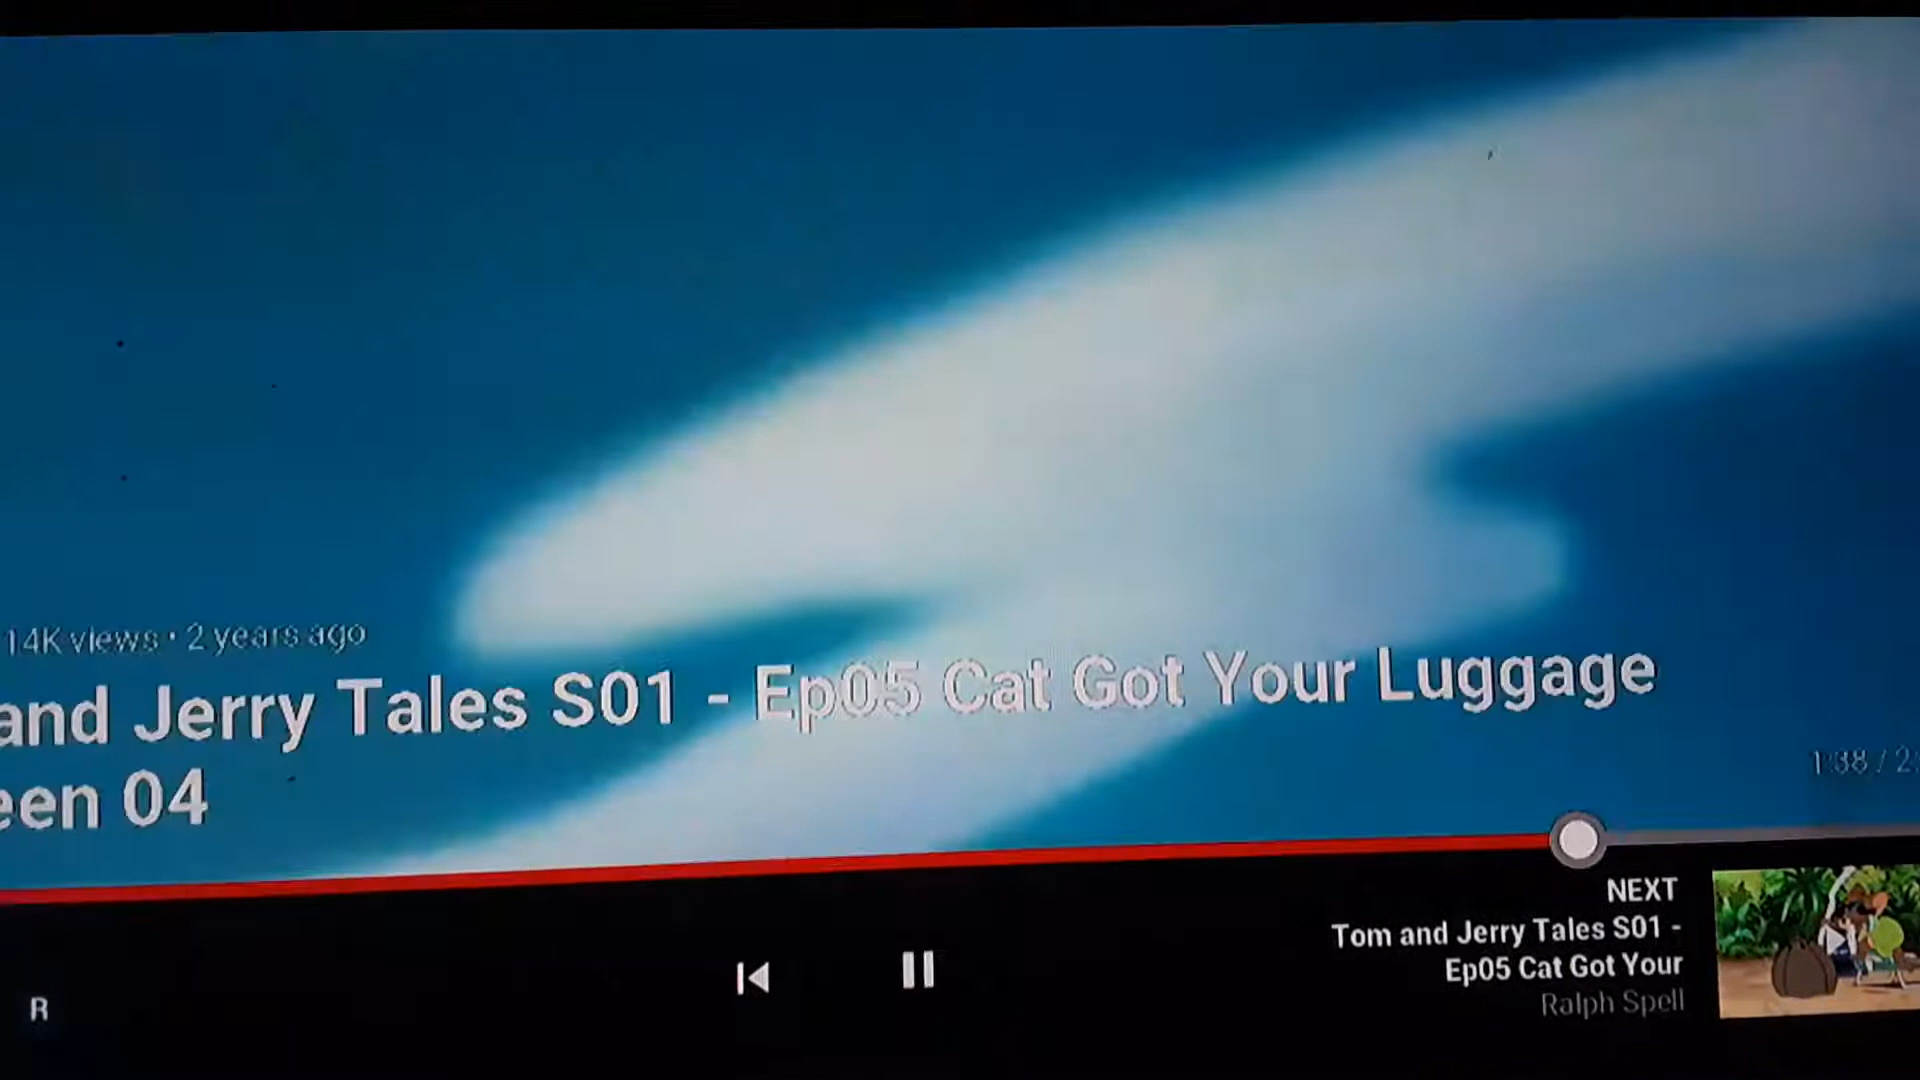 14K views • 2 years ago
and Jerry Tales S01 - Ep05 Cat Got Your Luggage
een 04
1:38 / 2:
NEXT
Tom and Jerry Tales S01 -
Ep05 Cat Got Your
Ralph Spell
R